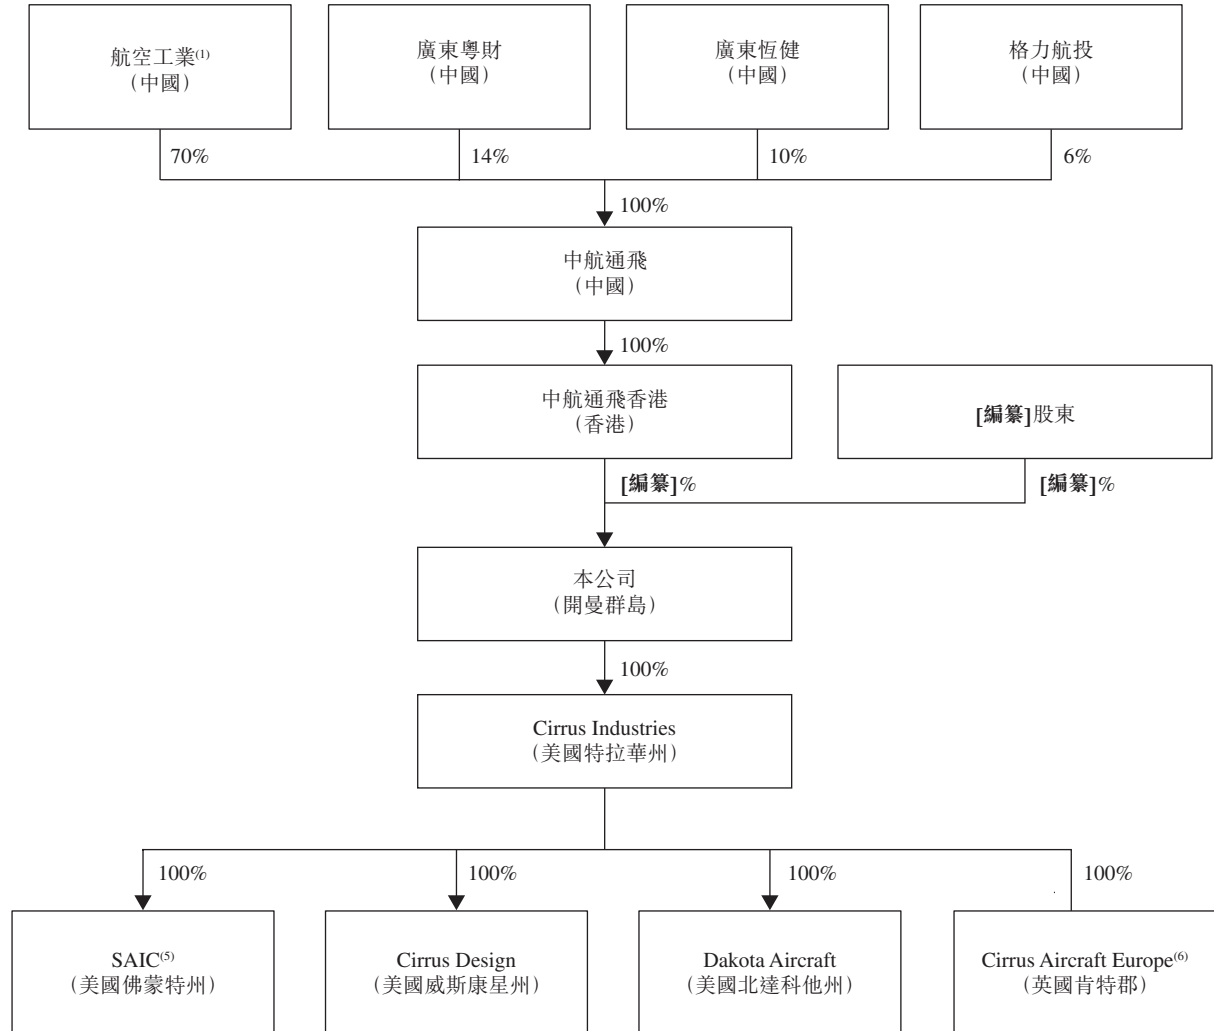 航空工業(1)
（中國）
廣東粵財
（中國）
廣東恆健
（中國）
格力航投
（中國）
70%
14%
10%
6%
100%
中航通飛
（中國）
100%
中航通飛香港
（香港）
[編纂]股東
[編纂]%
[編纂]%
本公司
（開曼群島）
100%
Cirrus Industries
（美國特拉華州）
100%
100%
100%
100%
SAIC(5)
（美國佛蒙特州）
Cirrus Design
（美國威斯康星州）
Dakota Aircraft
（美國北達科他州）
Cirrus Aircraft Europe(6)
（英國肯特郡）